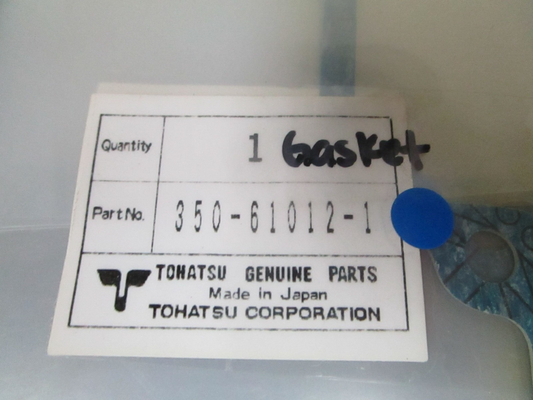 Quantity 1 Gasket
Part No. 350-61012-1
TOHATSU GENUINE PARTS
Made in Japan
TOHATSU CORPORATION